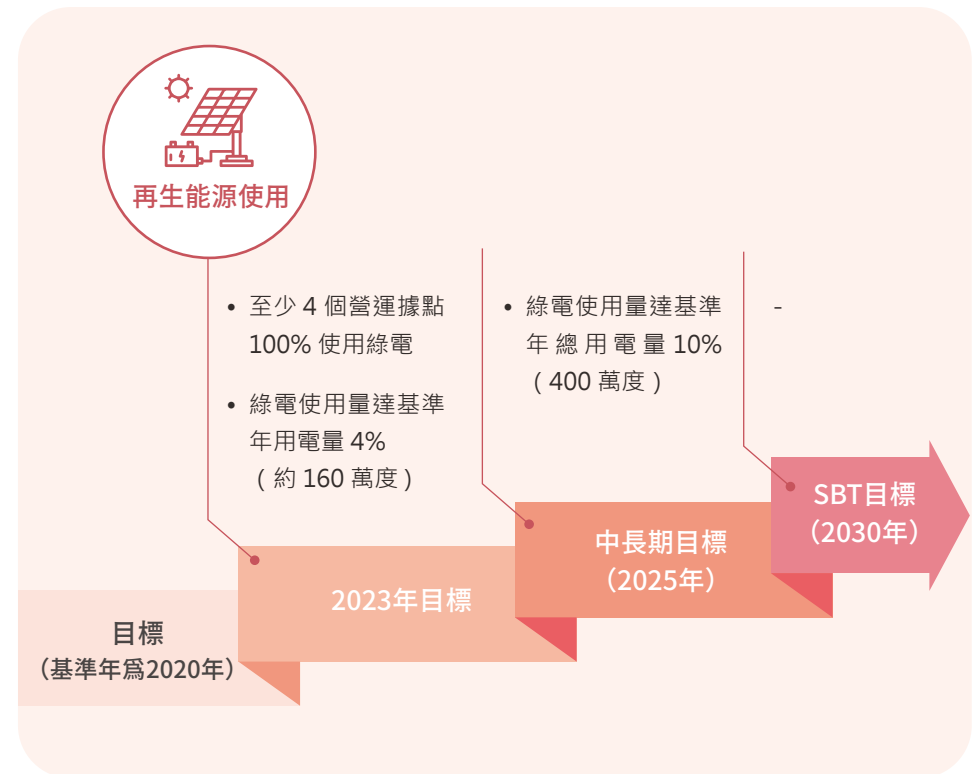 再生能源使用
• 至少 4 個營運據點
100% 使用綠電
• 綠電使用量達基準
年用電量 4%
(約 160 萬度)
• 綠電使用量達基準
年總用電量 10%
(400 萬度)
-
目標
(基準年爲2020年)
2023年目標
中長期目標
(2025年)
SBT目標
(2030年)